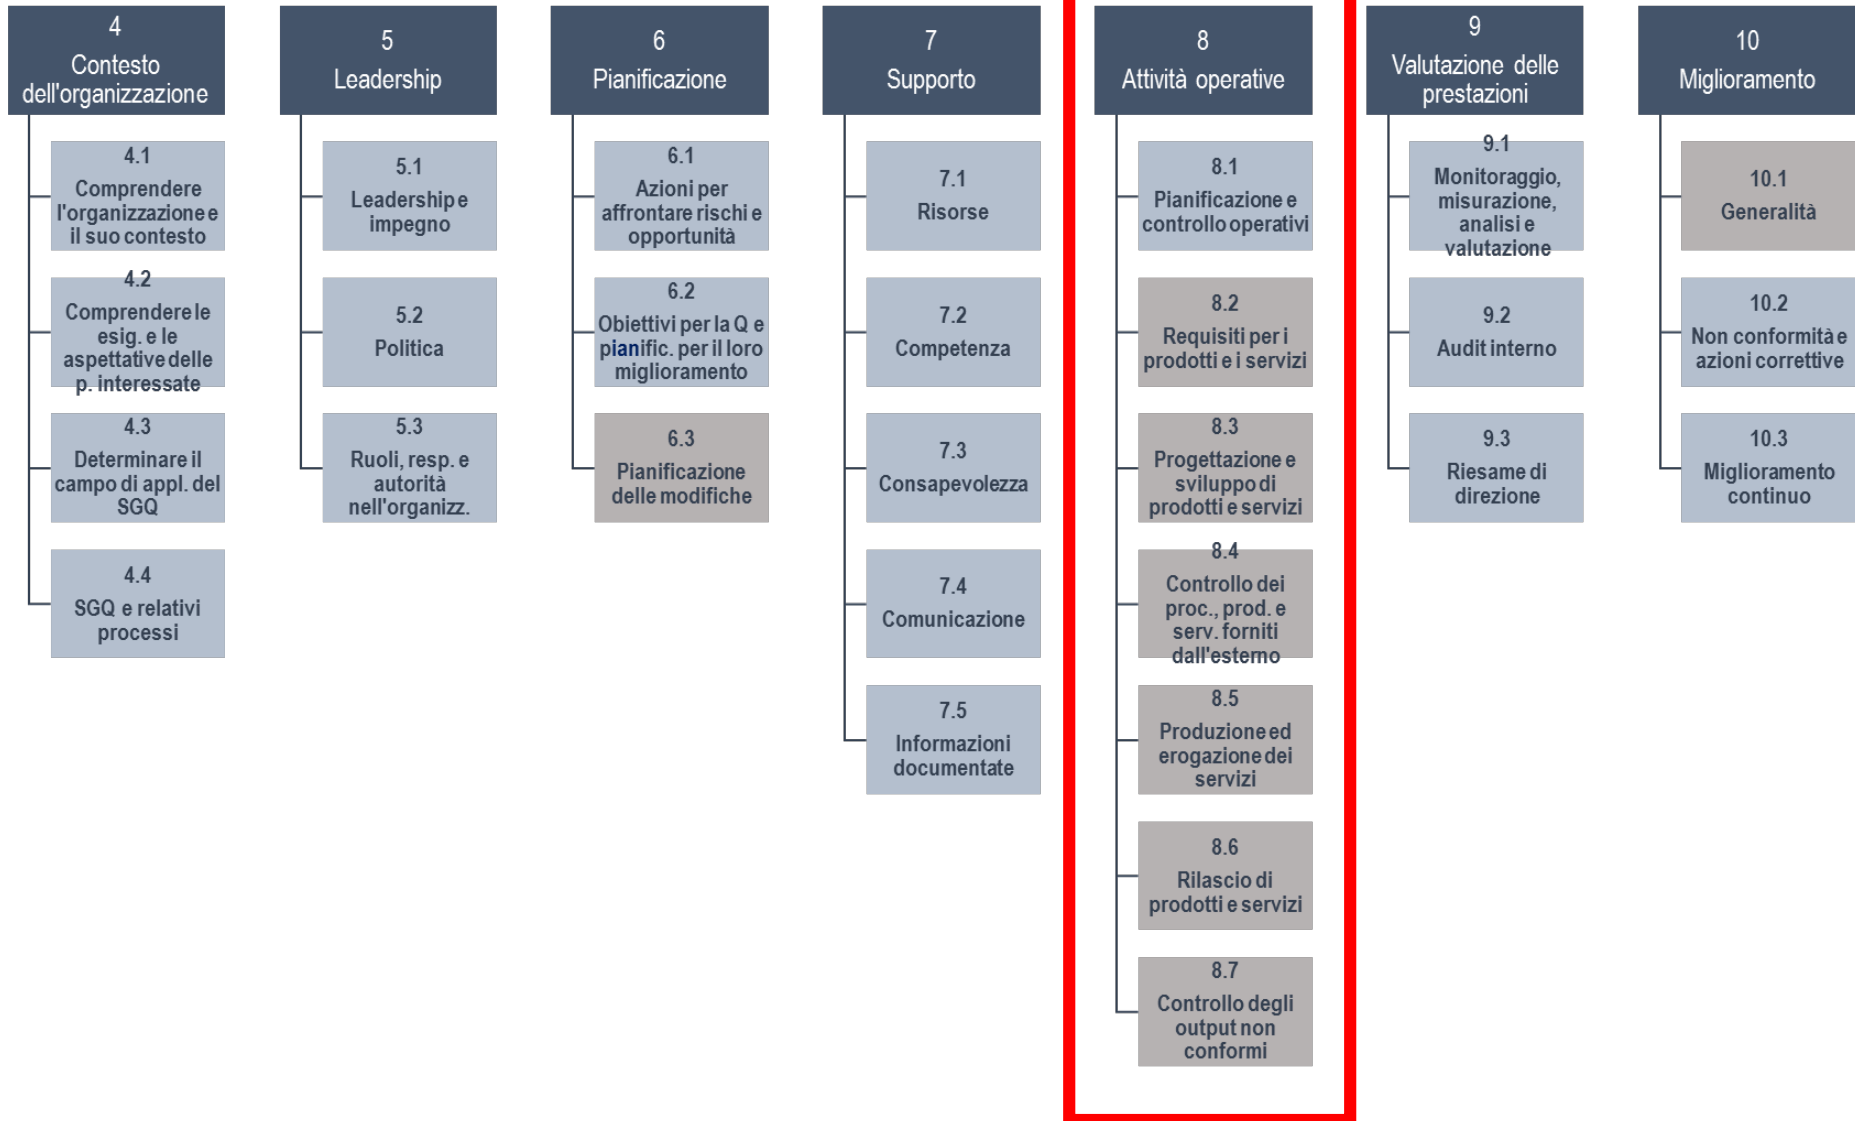 4
Contesto
dell'organizzazione
4.1
Comprendere
l'organizzazione e
il suo contesto
4.2
Comprendere le
esig. e le
aspettative delle
p. interessate
4.3
Determinare il
campo di appl. del
SGQ
4.4
SGQ e relativi
processi
5
Leadership
5.1
Leadership e
impegno
5.2
Politica
5.3
Ruoli, resp. e
autorità
nell'organizz.
6
Pianificazione
6.1
Azioni per
affrontare rischi e
opportunità
6.2
Obiettivi per la Q e
pianific. per il loro
miglioramento
6.3
Pianificazione
delle modifiche
7
Supporto
7.1
Risorse
7.2
Competenza
7.3
Consapevolezza
7.4
Comunicazione
7.5
Informazioni
documentate
8
Attività operative
8.1
Pianificazione e
controllo operativi
8.2
Requisiti per i
prodotti e i servizi
8.3
Progettazione e
sviluppo di
prodotti e servizi
8.4
Controllo dei
proc., prod. e
serv. forniti
dall'esterno
8.5
Produzione ed
erogazione dei
servizi
8.6
Rilascio di
prodotti e servizi
8.7
Controllo degli
output non
conformi
9
Valutazione delle
prestazioni
9.1
Monitoraggio,
misurazione,
analisi e
valutazione
9.2
Audit interno
9.3
Riesame di
direzione
10
Miglioramento
10.1
Generalità
10.2
Non conformità e
azioni correttive
10.3
Miglioramento
continuo